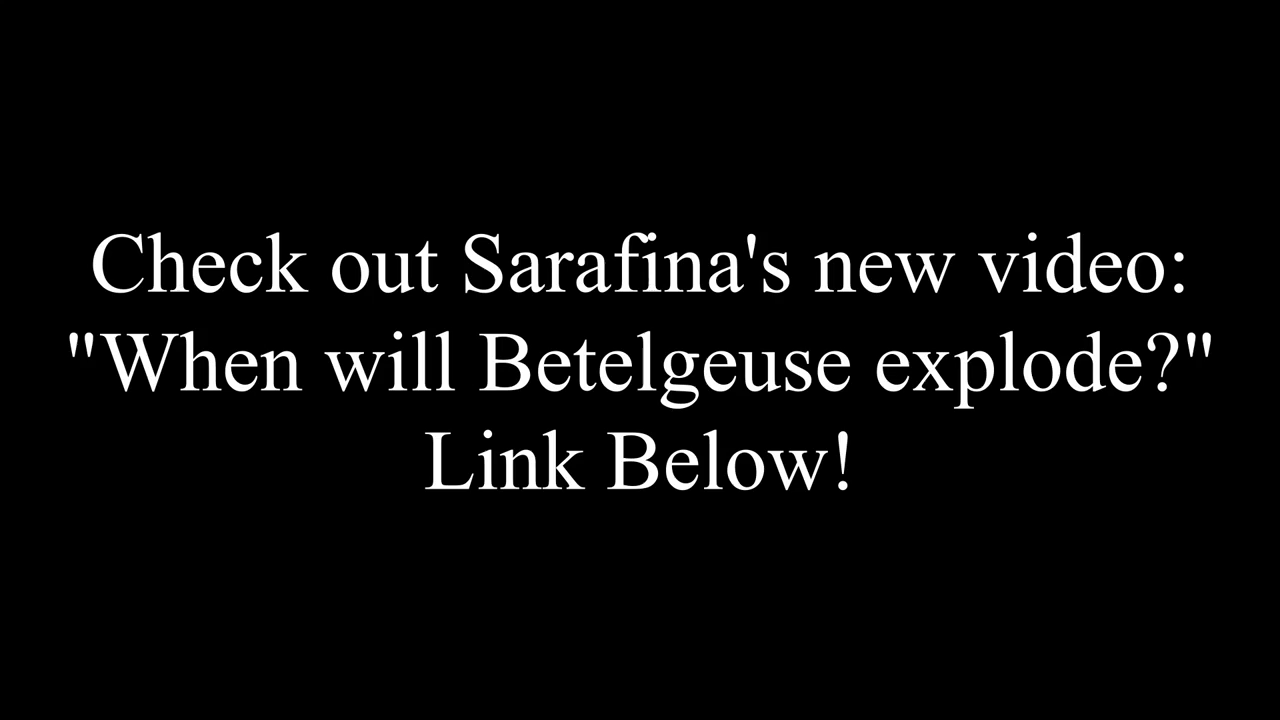 Check out Sarafina's new video:
"When will Betelgeuse explode?"
Link Below!